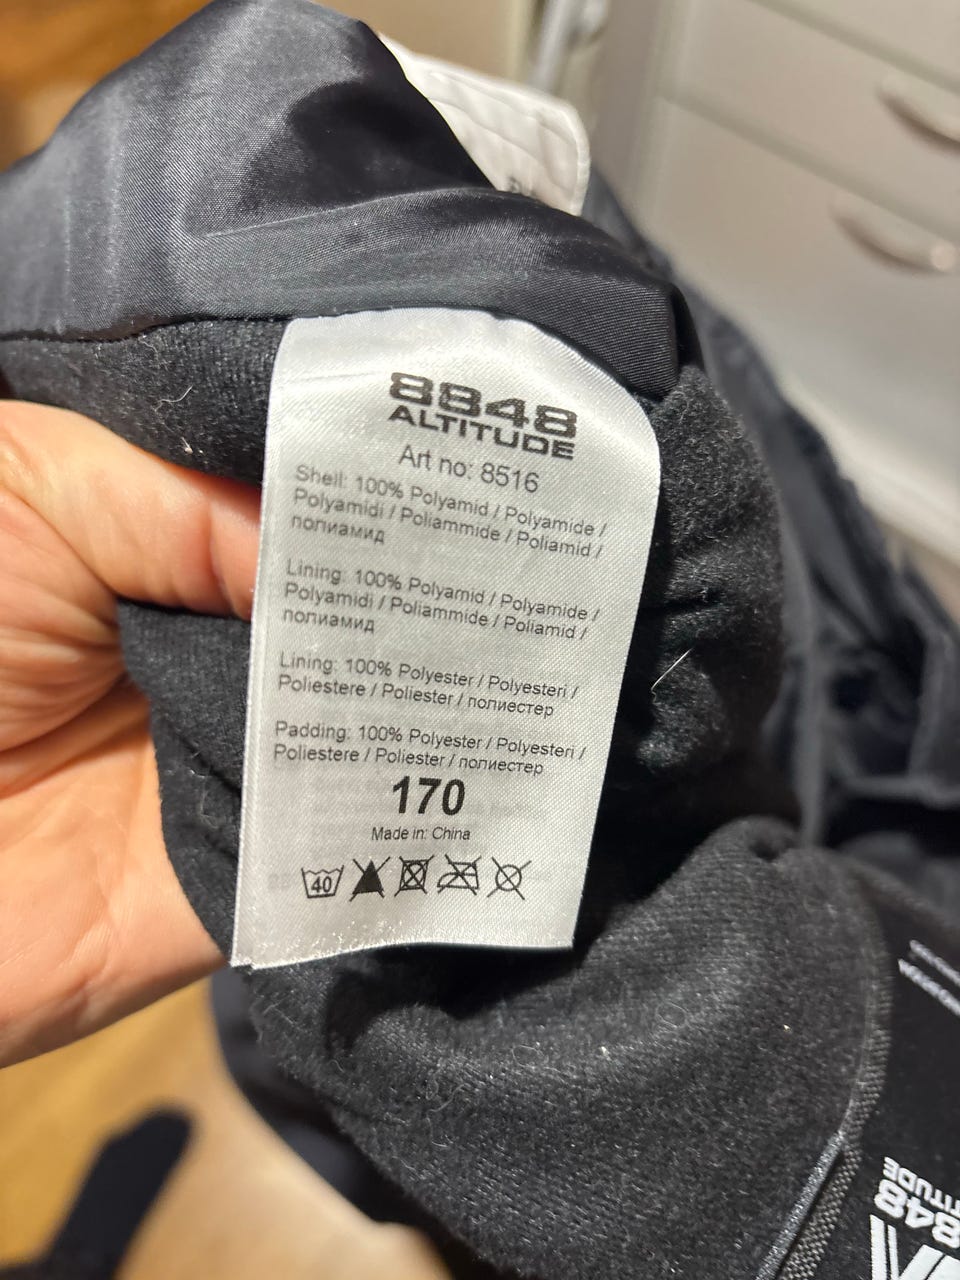 8848
ALTITUDE
Art no: 8516
Shell: 100% Polyamid / Polyamide /
Polyamidi / Poliammide / Poliamid /
полиамид
Lining: 100% Polyamid / Polyamide /
Polyamidi / Poliammide / Poliamid /
полиамид
Lining: 100% Polyester / Polyesteri /
Poliestere / Poliester / полиестер
Padding: 100% Polyester / Polyesteri /
Poliestere / Poliester / полиестер
170
Made in: China
40